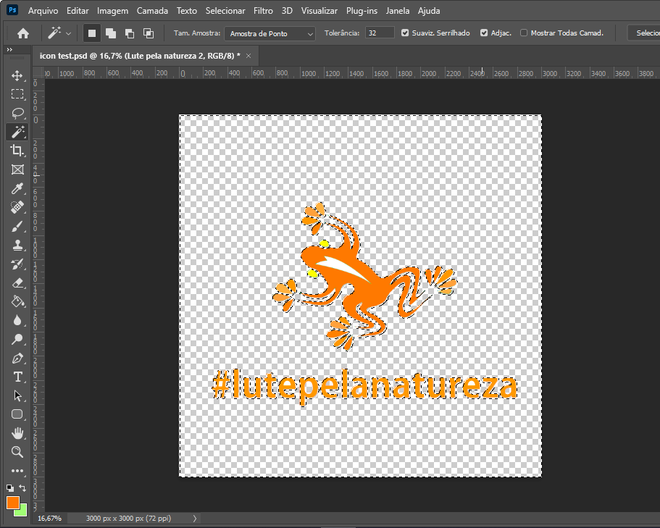 Ps Arquivo Editar Imagem Camada Texto Selecionar Filtro 3D Visualizar Plug-ins Janela Ajuda
Tam. Amostra: Amostra de Ponto Tolerância: 32 Suaviz. Serrilhado Adjac. Mostrar Todas Camad. Selecio
icon test.psd @ 16,7% (Lute pela natureza 2, RGB/8) *
1000 800 600 400 200 0 200 400 600 800 1000 1200 1400 1600 1800 2000 2200 2400 2600 2800 3000 3200 3400 3600 3800
#lutepelanatureza
16,67% 3000 px x 3000 px (72 ppi)